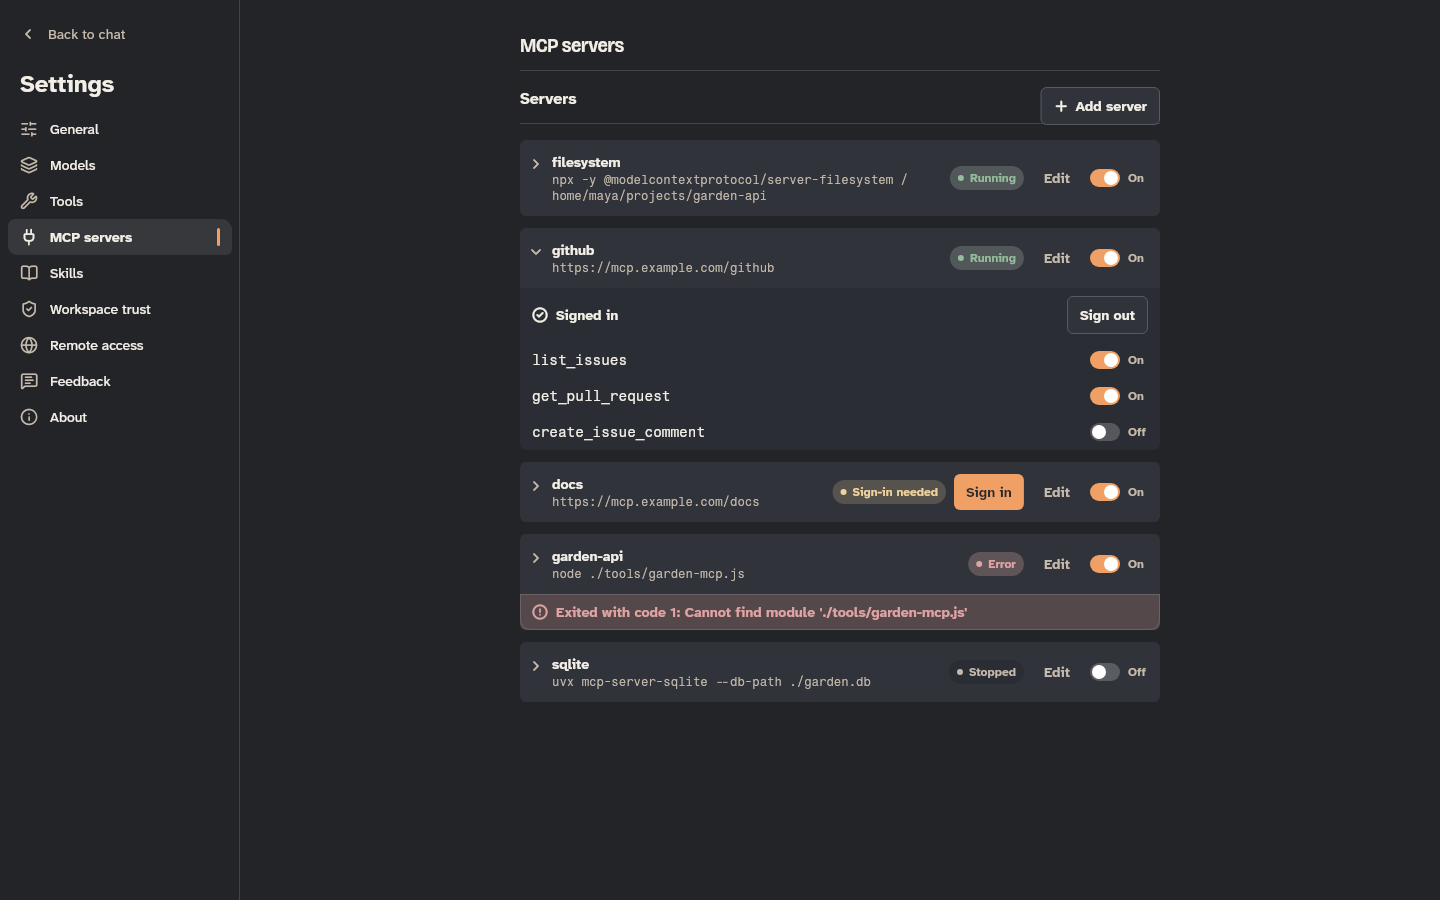 Back to chat
Settings
General
Models
Tools
MCP servers
Skills
Workspace trust
Remote access
Feedback
About
MCP servers
Servers
Add server
filesystem
npx -y @modelcontextprotocol/server-filesystem /
home/maya/projects/garden-api
Running
Edit
On
github
https://mcp.example.com/github
Running
Edit
On
Signed in
Sign out
list_issues
On
get_pull_request
On
create_issue_comment
Off
docs
https://mcp.example.com/docs
Sign-in needed
Sign in
Edit
On
garden-api
node ./tools/garden-mcp.js
Error
Edit
On
Exited with code 1: Cannot find module './tools/garden-mcp.js'
sqlite
uvx mcp-server-sqlite --db-path ./garden.db
Stopped
Edit
Off